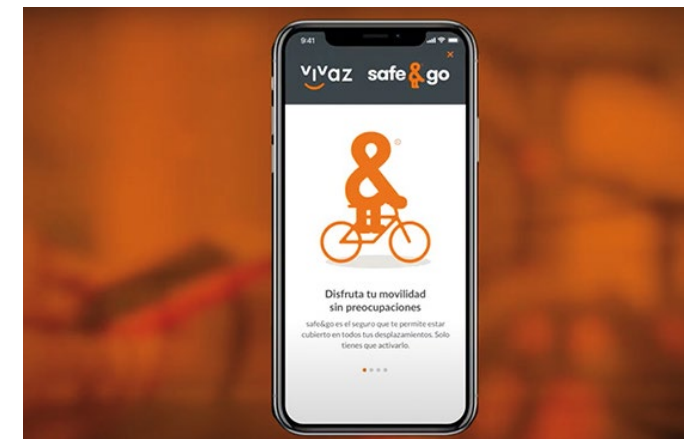 9:41
×
vivaz safe&go
&
Disfruta tu movilidad
sin preocupaciones
safe&go es el seguro que te permite estar
cubierto en todos tus desplazamientos. Solo
tienes que activarlo.